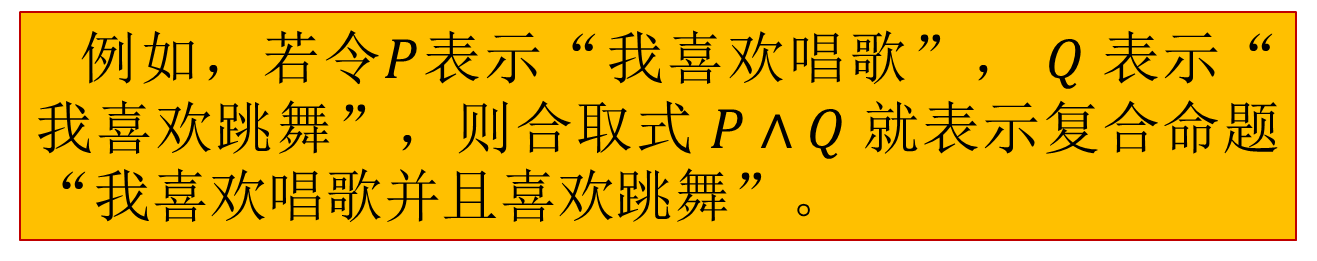 例如，若令𝑃表示“我喜欢唱歌”， 𝑄 表示“
我喜欢跳舞”，则合取式 𝑃 ∧ 𝑄 就表示复合命题
“我喜欢唱歌并且喜欢跳舞”。